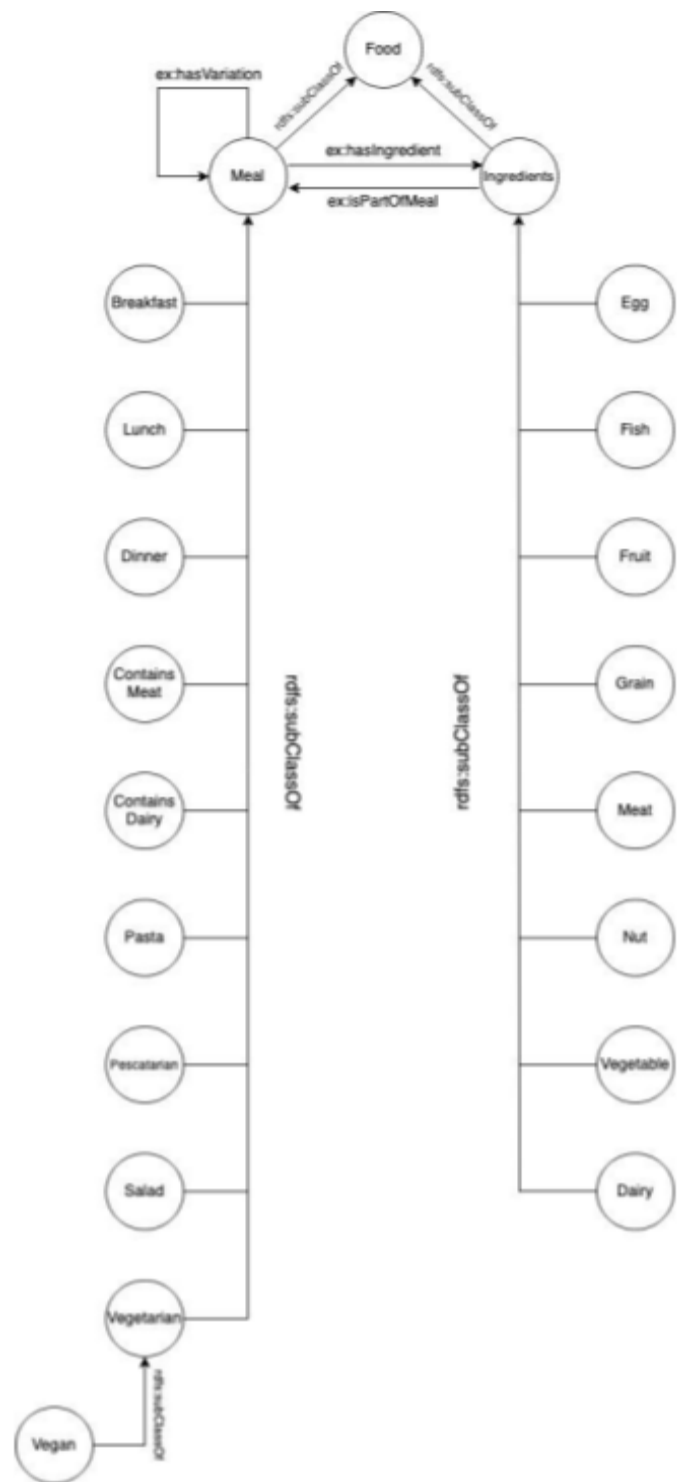 Food
ex:hasVariation
rdfs:subClassOf
rdfs:subClassOf
ex:hasIngredient
Meal
Ingredients
ex:isPartOfMeal
Breakfast
Egg
Lunch
Fish
Dinner
Fruit
Contains
Meat
Grain
rdfs:subClassOf
rdfs:subClassOf
Contains
Dairy
Meat
Pasta
Nut
Pescatarian
Vegetable
Salad
Dairy
Vegetarian
rdfs:subClassOf
Vegan